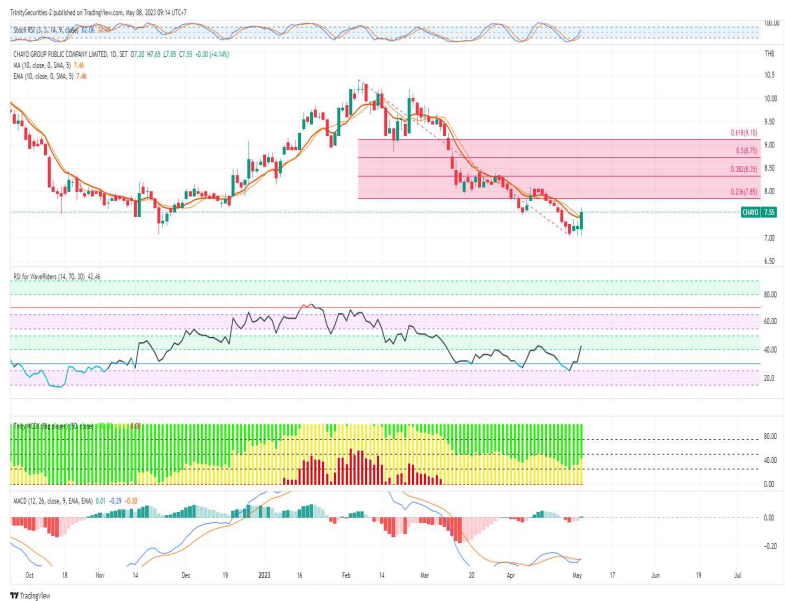 TrinitySecurities-2 published on TradingView.com, May 08, 2023 09:14 UTC+7
Stoch RSI (3, 3, 14, 9, close) 62.06
100.00
CHAYO GROUP PUBLIC COMPANY LIMITED, 1D, SET O7.20 H7.65 L7.05 C7.55 +0.30 (+4.14%)
THB
MA (10, close, 0, SMA, 5) 7.46
EMA (10, close, 0, SMA, 5) 7.46
10.5
10.00
9.50
0.618(9.10)
9.00
0.5(8.75)
8.50
0.382(8.35)
8.00
0.236(7.85)
CHAYO 7.55
7.00
6.50
RSI for WaveRiders (14, 70, 30) 42.46
80.00
60.00
40.00
20.0
80.00
40.00
0.00
MACD (12, 26, close, 9, EMA, EMA) 0.01 -0.29 -0.30
0.00
-0.20
Oct 18 Nov 14 Dec 19 2023 16 Feb 14 Mar 20 Apr May 17 Jun 19 Jul
TradingView